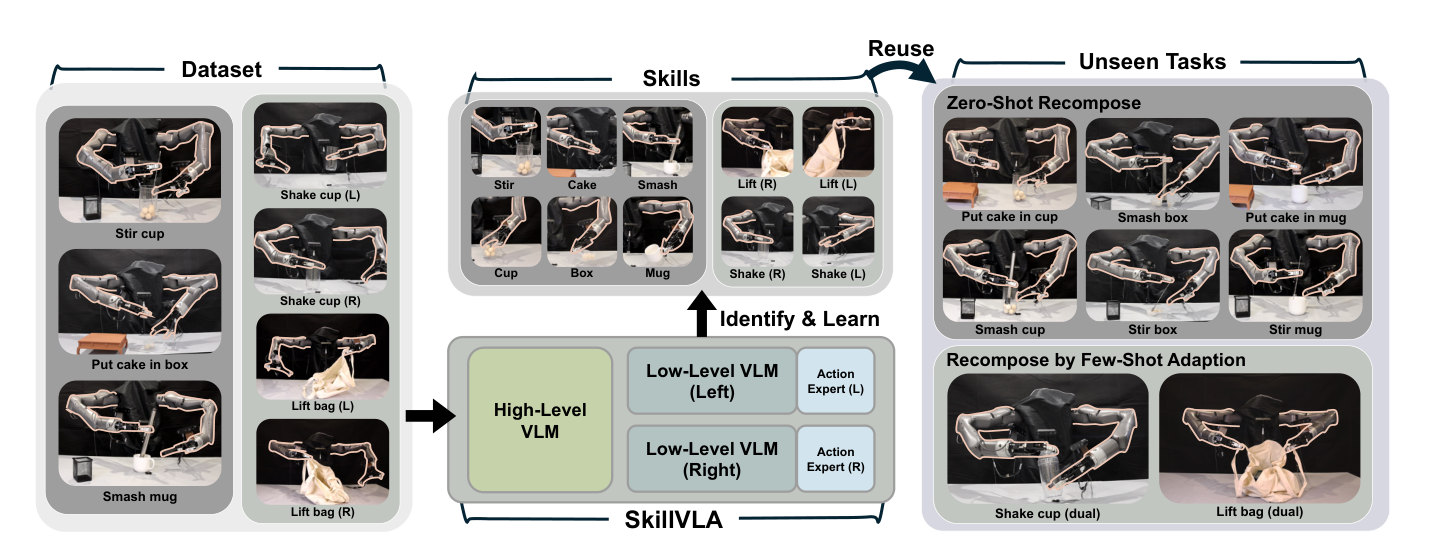 Dataset
Stir cup
Put cake in box
Smash mug
Shake cup (L)
Shake cup (R)
Lift bag (L)
Lift bag (R)
Skills
Stir
Cake
Smash
Cup
Box
Mug
Lift (R)
Lift (L)
Shake (R)
Shake (L)
Identify & Learn
High-Level
VLM
Low-Level VLM
(Left)
Action
Expert (L)
Low-Level VLM
(Right)
Action
Expert (R)
SkillVLA
Reuse
Unseen Tasks
Zero-Shot Recompose
Put cake in cup
Smash box
Put cake in mug
Smash cup
Stir box
Stir mug
Recompose by Few-Shot Adaption
Shake cup (dual)
Lift bag (dual)